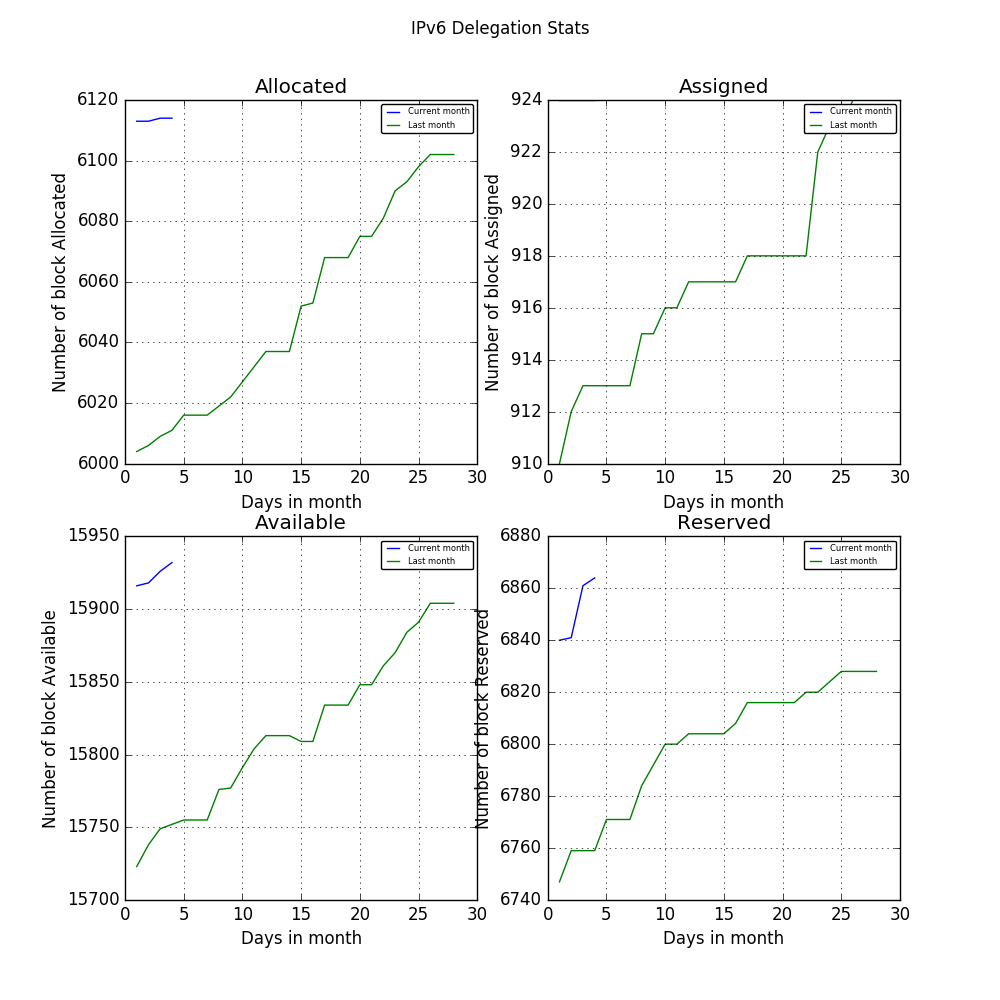 IPv6 Delegation Stats
Allocated
Number of block Allocated
6120
6100
6080
6060
6040
6020
6000
0 5 10 15 20 25 30
Days in month
Current month
Last month
Assigned
Number of block Assigned
924
922
920
918
916
914
912
910
0 5 10 15 20 25 30
Days in month
Current month
Last month
Available
Number of block Available
15950
15900
15850
15800
15750
15700
0 5 10 15 20 25 30
Days in month
Current month
Last month
Reserved
Number of block Reserved
6880
6860
6840
6820
6800
6780
6760
6740
0 5 10 15 20 25 30
Days in month
Current month
Last month